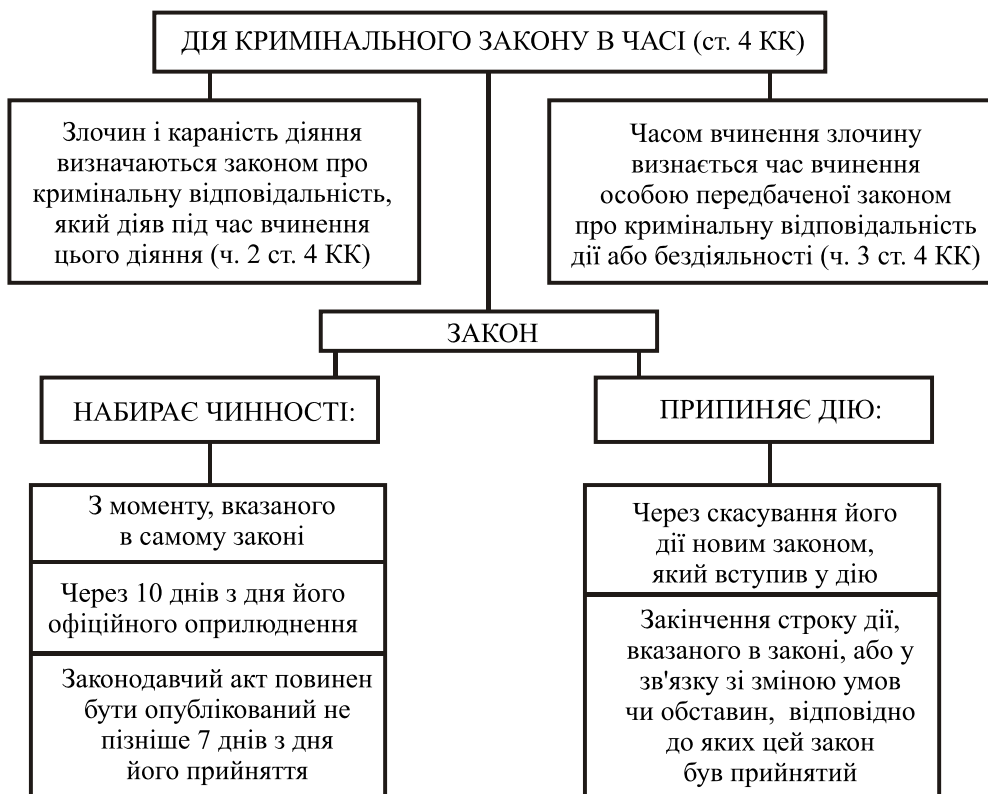 ДІЯ КРИМІНАЛЬНОГО ЗАКОНУ В ЧАСІ (ст. 4 КК)
Злочин і караність діяння
визначаються законом про
кримінальну відповідальність,
який діяв під час вчинення
цього діяння (ч. 2 ст. 4 КК)
Часом вчинення злочину
визнається час вчинення
особою передбаченої законом
про кримінальну відповідальність
дії або бездіяльності (ч. 3 ст. 4 КК)
ЗАКОН
НАБИРАЄ ЧИННОСТІ:
З моменту, вказаного
в самому законі
Через 10 днів з дня його
офіційного оприлюднення
Законодавчий акт повинен
бути опублікований не
пізніше 7 днів з дня
його прийняття
ПРИПИНЯЄ ДІЮ:
Через скасування його
дії новим законом,
який вступив у дію
Закінчення строку дії,
вказаного в законі, або у
зв'язку зі зміною умов
чи обставин, відповідно
до яких цей закон
був прийнятий